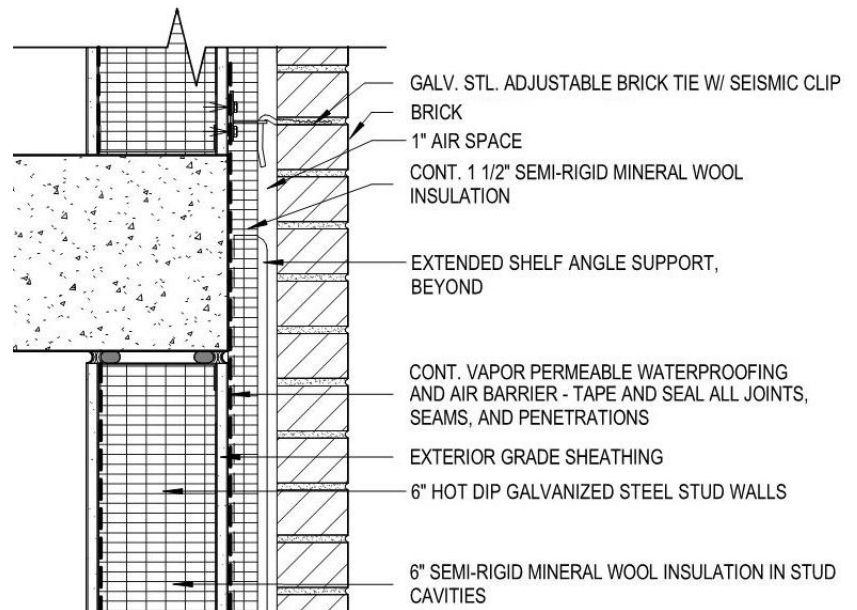 GALV. STL. ADJUSTABLE BRICK TIE W/ SEISMIC CLIP
BRICK
1" AIR SPACE
CONT. 1 1/2" SEMI-RIGID MINERAL WOOL
INSULATION
EXTENDED SHELF ANGLE SUPPORT,
BEYOND
CONT. VAPOR PERMEABLE WATERPROOFING
AND AIR BARRIER - TAPE AND SEAL ALL JOINTS,
SEAMS, AND PENETRATIONS
EXTERIOR GRADE SHEATHING
6" HOT DIP GALVANIZED STEEL STUD WALLS
6" SEMI-RIGID MINERAL WOOL INSULATION IN STUD
CAVITIES